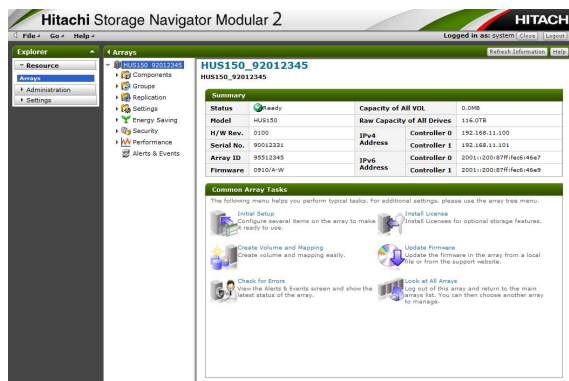 Hitachi Storage Navigator Modular 2
HITACHI
File Go Help
Logged in as: system Close Logout
Explorer
Arrays
Refresh Information Help
Resource
Arrays
Administration
Settings
HUS150_92012345
Components
Groups
Replication
Settings
Energy Saving
Security
Performance
Alerts & Events
HUS150_92012345
HUS150_92012345
Summary
Status Ready Capacity of All VOL 0.0MB
Model HUS150 Raw Capacity of All Drives 116.0TB
H/W Rev. 0100 IPv4 Address Controller 0 192.168.11.100
Serial No. 90012331 Controller 1 192.168.11.101
Array ID 95512345 IPv6 Address Controller 0 2001::200:87ff:fec6:46e7
Firmware 0910/A-W Controller 1 2001::200:87ff:fec6:46e9
Common Array Tasks
The following menu helps you perform typical tasks. For additional settings, please use the array tree menu.
Initial Setup
Configure several items on the array to make it ready to use.
Install License
Install Licenses for optional storage features.
Create Volume and Mapping
Create volume and mapping easily.
Update Firmware
Update the firmware in the array from a local file or from the support website.
Check for Errors
View the Alerts & Events screen and show the latest status of the array.
Look at All Arrays
Log out of this array and return to the main arrays list. You can then choose another array to manage.